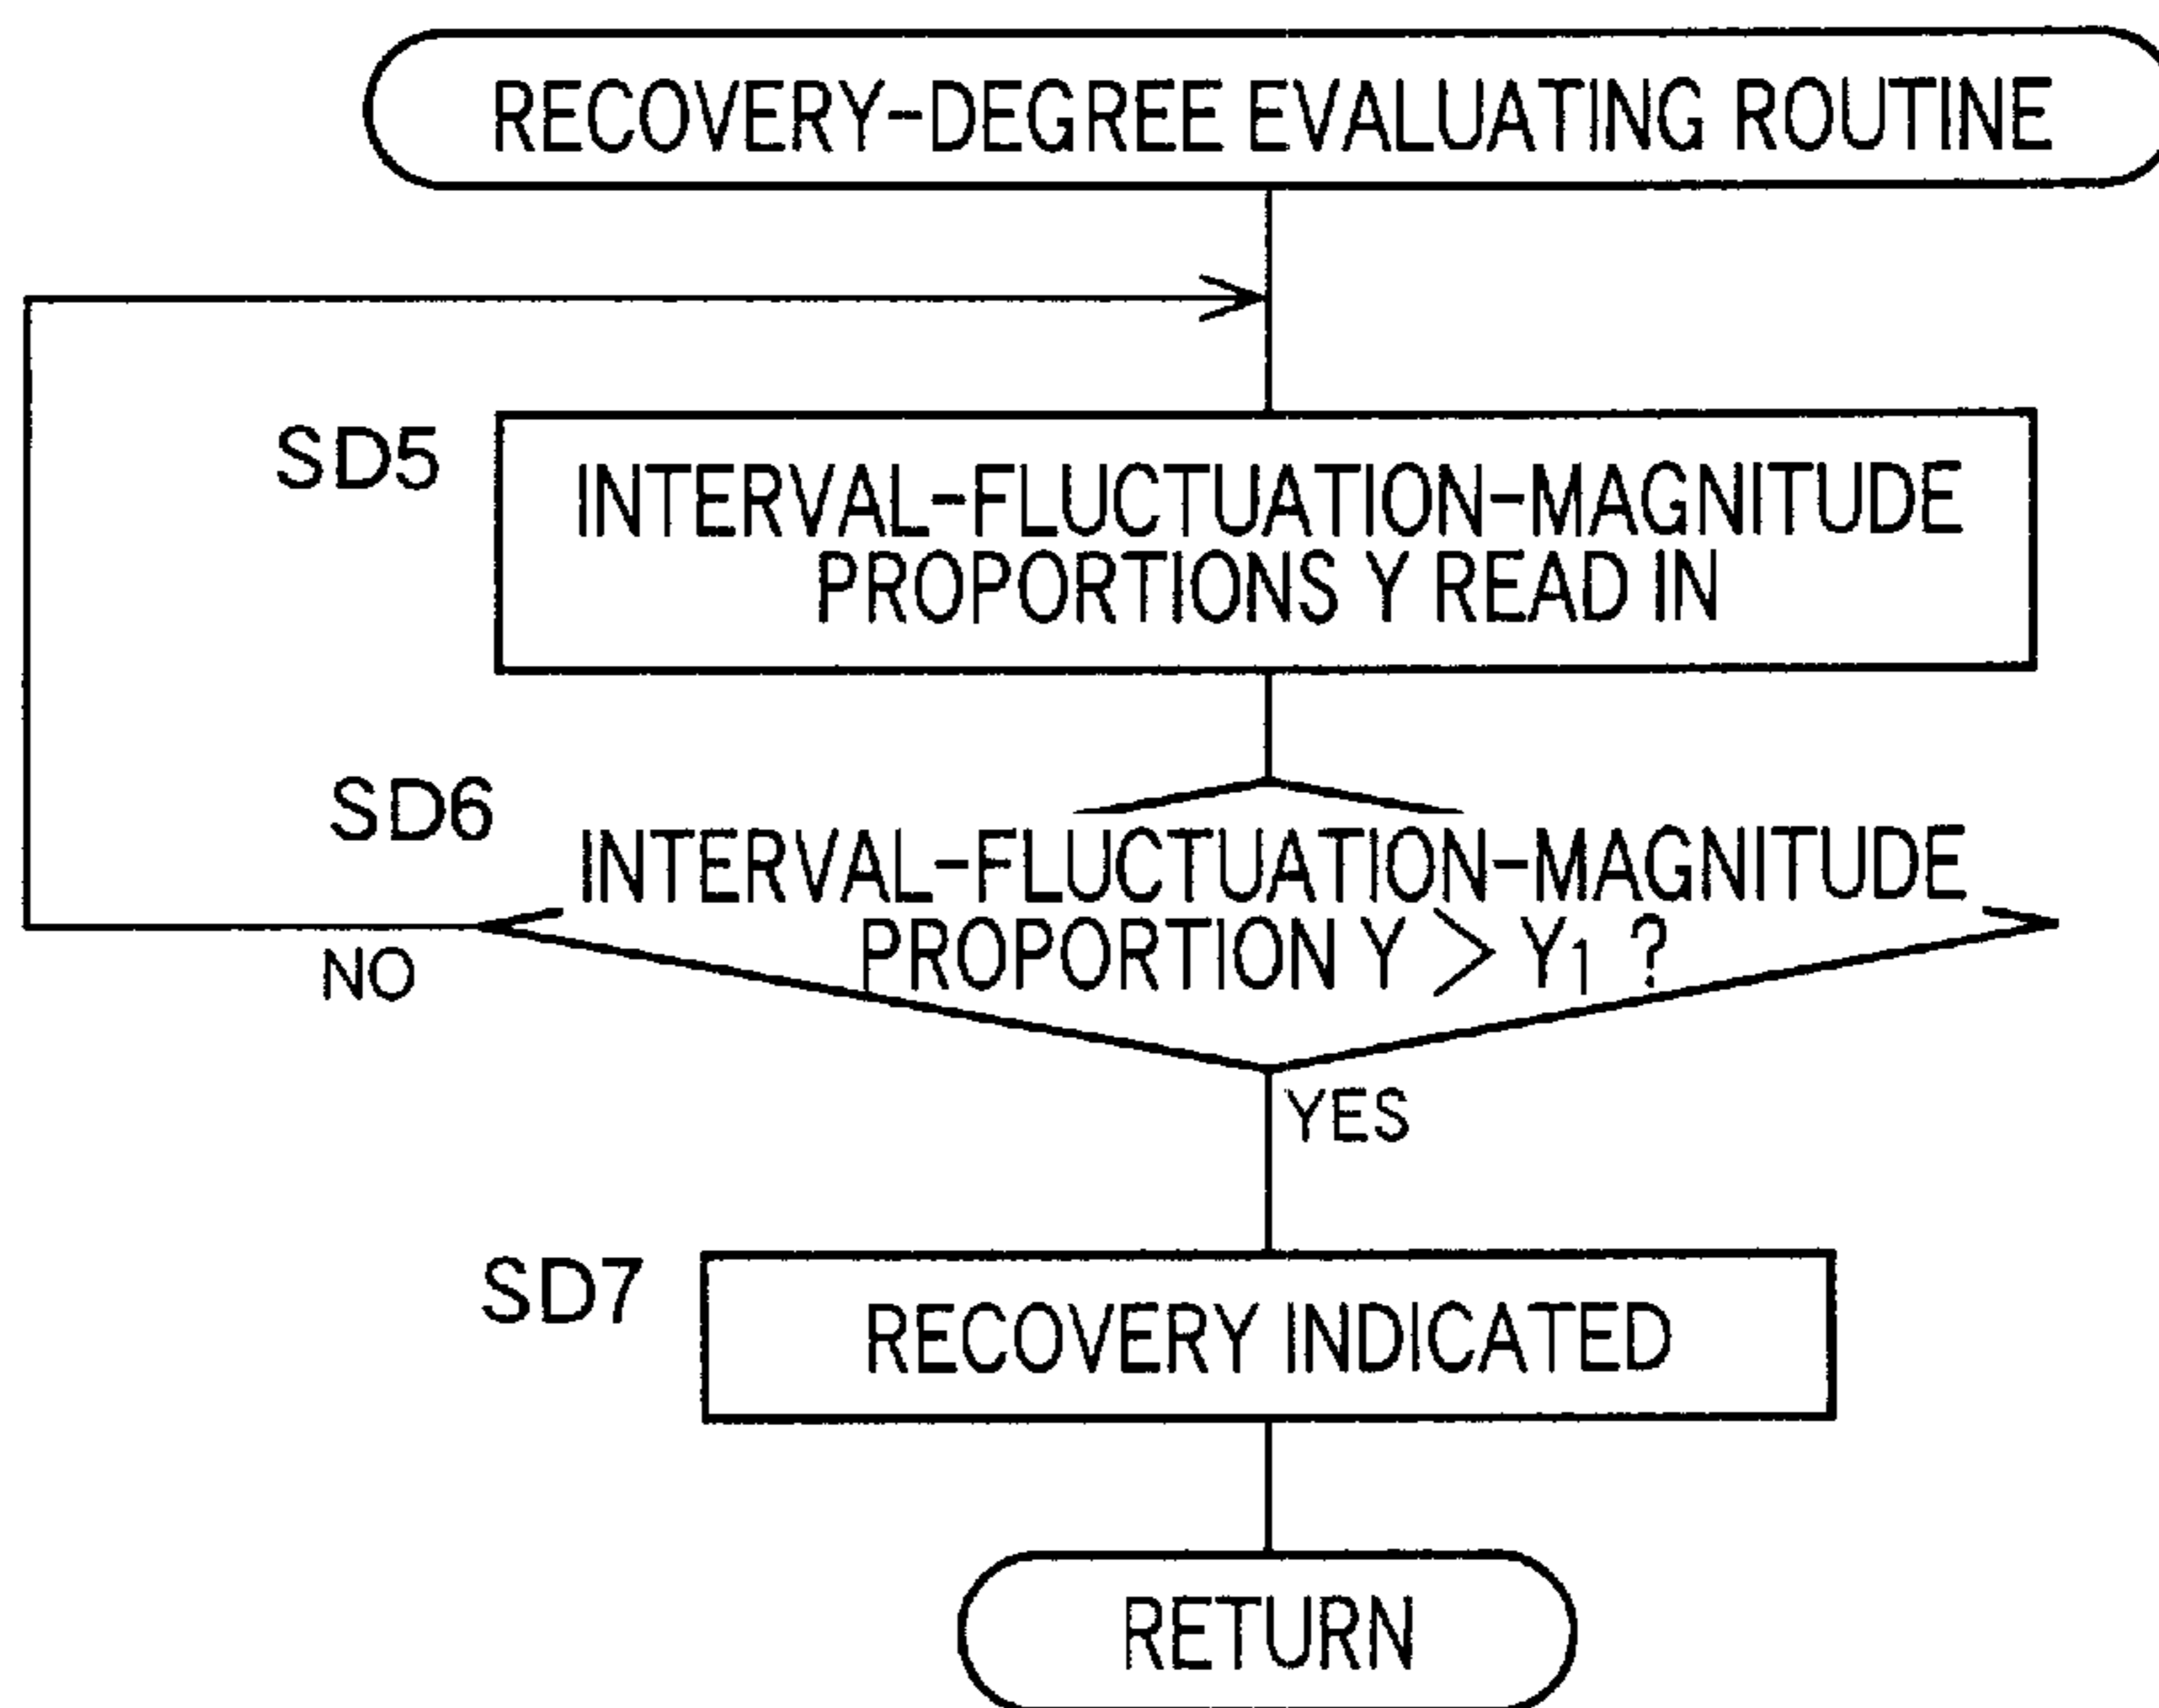 RECOVERY-DEGREE EVALUATING ROUTINE
SD5
INTERVAL-FLUCTUATION-MAGNITUDE
PROPORTIONS Y READ IN
SD6
INTERVAL-FLUCTUATION-MAGNITUDE
PROPORTION Y > Y₁ ?
NO
YES
SD7
RECOVERY INDICATED
RETURN